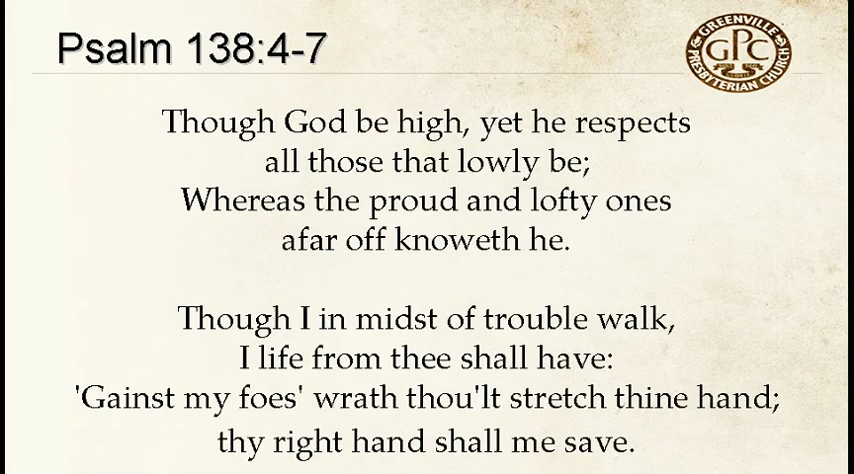 Psalm 138:4-7
GREENVILLE
GPC
PRESBYTERIAN CHURCH
Though God be high, yet he respects
all those that lowly be;
Whereas the proud and lofty ones
afar off knoweth he.
Though I in midst of trouble walk,
I life from thee shall have:
'Gainst my foes' wrath thou'lt stretch thine hand;
thy right hand shall me save.